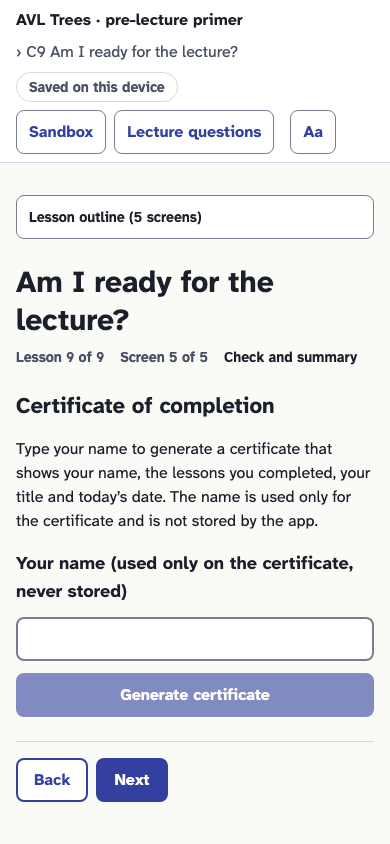 AVL Trees · pre-lecture primer
› C9 Am I ready for the lecture?
Saved on this device
Sandbox
Lecture questions
Aa
Lesson outline (5 screens)
Am I ready for the
lecture?
Lesson 9 of 9
Screen 5 of 5
Check and summary
Certificate of completion
Type your name to generate a certificate that
shows your name, the lessons you completed, your
title and today’s date. The name is used only for
the certificate and is not stored by the app.
Your name (used only on the certificate,
never stored)
Generate certificate
Back
Next